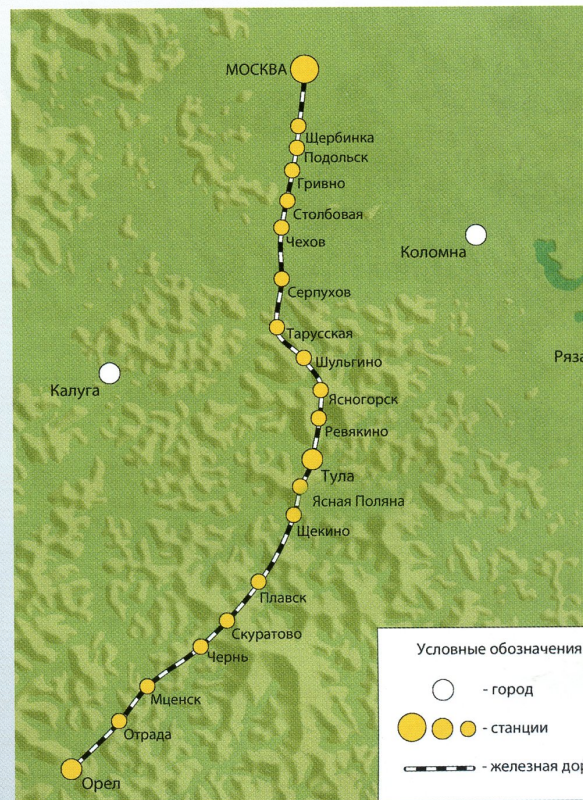 МОСКВА
Щербинка
Подольск
Гривно
Столбовая
Чехов
Коломна
Серпухов
Тарусская
Шульгино
Калуга
Ясногорск
Ревякино
Тула
Ясная Поляна
Щекино
Плавск
Скуратово
Чернь
Мценск
Отрада
Орел
Условные обозначения
- город
- станции
- железная